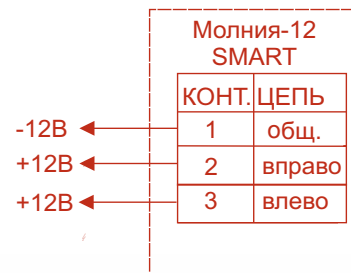 Молния-12
SMART
КОНТ. ЦЕПЬ
-12В 1 общ.
+12В 2 вправо
+12В 3 влево